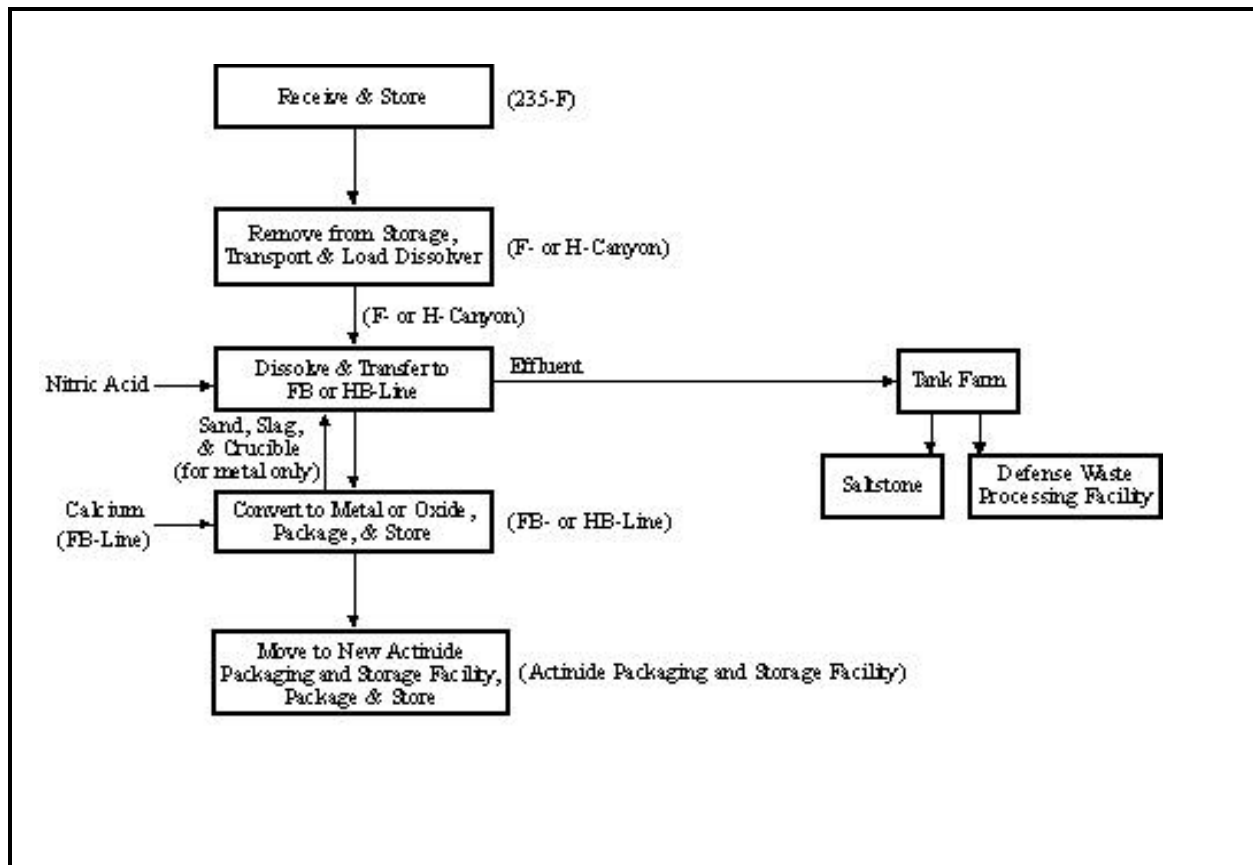 Receive & Store
(235-F)
Remove from Storage,
Transport & Load Dissolver
(F- or H-Canyon)
(F- or H-Canyon)
Nitric Acid
Dissolve & Transfer to
FB or HB-Line
Effluent
Tank Farm
Sand, Slag,
& Crucible
(for metal only)
Saltstone
Defense Waste
Processing Facility
Calcium
(FB-Line)
Convert to Metal or Oxide,
Package, & Store
(FB- or HB-Line)
Move to New Actinide
Packaging and Storage Facility,
Package & Store
(Actinide Packaging and Storage Facility)